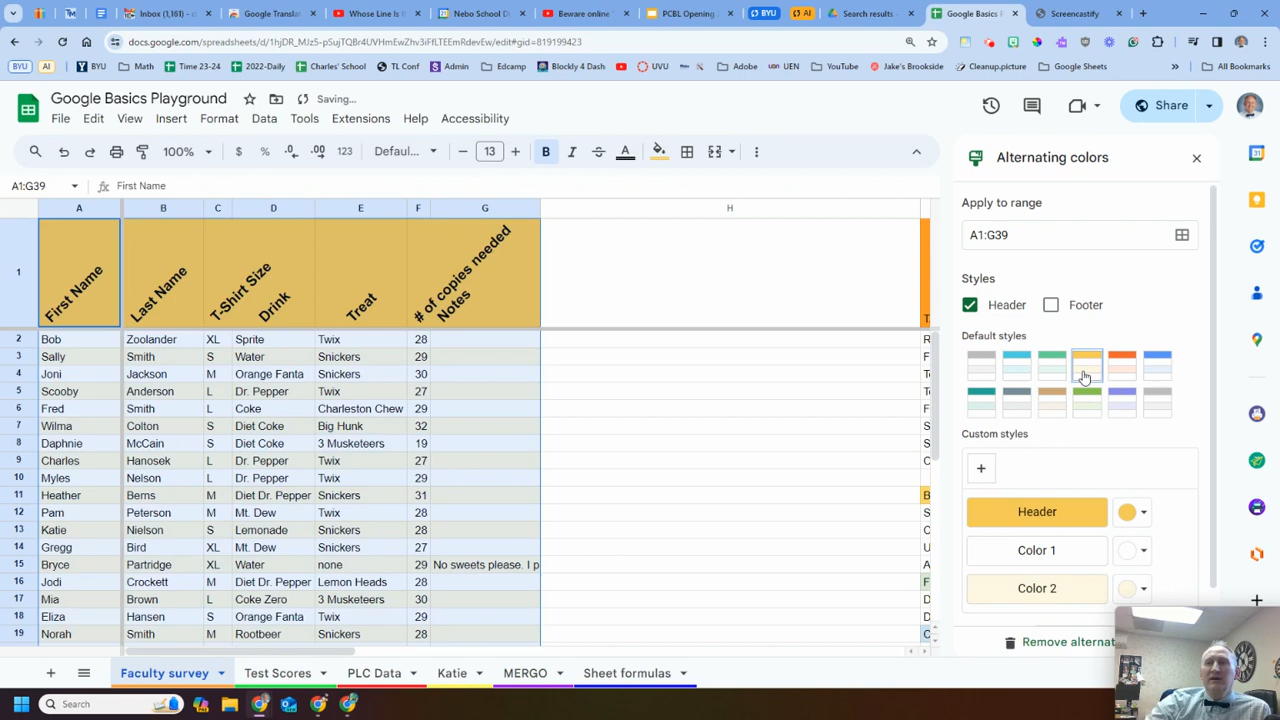 Inbox (1,161) -
Google Translat
Whose Line Is It
Nebo School Di
Beware online "
PCBL Opening
BYU
AI
Search results -
Google Basics P
Screencastify
docs.google.com/spreadsheets/d/1hjDR_MJz5-pSujTQBr4UVHmEwZhv3iFfLTEEmRdevEw/edit#gid=819199423
BYU
AI
BYU
Math
Time 23-24
2022-Daily
Charles' School
TL Conf
Admin
Edcamp
Blockly 4 Dash
UVU
Adobe
UEN
YouTube
Jake's Brookside
Cleanup.picture
Google Sheets
All Bookmarks
Google Basics Playground
Saving...
Share
File Edit View Insert Format Data Tools Extensions Help Accessibility
100% $ % .0 .00 123 Defaul... 13 B I S A
A1:G39 fx First Name
A B C D E F G H
1 First Name Last Name T-Shirt Size Drink Treat # of copies needed Notes
2 Bob Zoolander XL Sprite Twix 28
3 Sally Smith S Water Snickers 29
4 Joni Jackson M Orange Fanta Snickers 30
5 Scooby Anderson L Dr. Pepper Twix 27
6 Fred Smith L Coke Charleston Chew 29
7 Wilma Colton S Diet Coke Big Hunk 32
8 Daphnie McCain S Diet Coke 3 Musketeers 19
9 Charles Hanosek L Dr. Pepper Twix 27
10 Myles Nelson L Dr. Pepper Twix 29
11 Heather Berns M Diet Dr. Pepper Snickers 31
12 Pam Peterson M Mt. Dew Twix 28
13 Katie Nielson S Lemonade Snickers 28
14 Gregg Bird XL Mt. Dew Snickers 27
15 Bryce Partridge XL Water none 29 No sweets please. I p
16 Jodi Crockett M Diet Dr. Pepper Lemon Heads 28
17 Mia Brown L Coke Zero 3 Musketeers 30
18 Eliza Hansen S Orange Fanta Twix 29
19 Norah Smith M Rootbeer Snickers 28
Alternating colors
Apply to range
A1:G39
Styles
Header
Footer
Default styles
Custom styles
+
Header
Color 1
Color 2
Remove alternat
Faculty survey
Test Scores
PLC Data
Katie
MERGO
Sheet formulas
Search